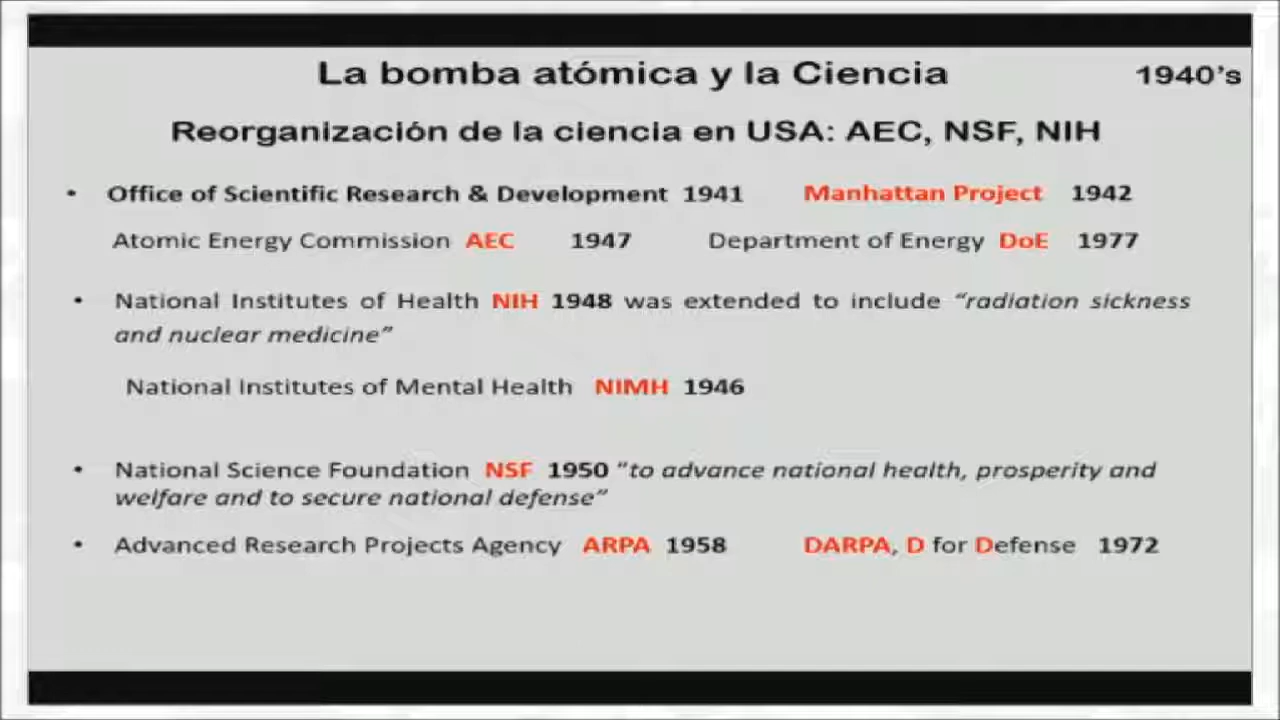 La bomba atómica y la Ciencia 1940's
Reorganización de la ciencia en USA: AEC, NSF, NIH
• Office of Scientific Research & Development 1941 Manhattan Project 1942
Atomic Energy Commission AEC 1947 Department of Energy DoE 1977
• National Institutes of Health NIH 1948 was extended to include “radiation sickness
and nuclear medicine”
National Institutes of Mental Health NIMH 1946
• National Science Foundation NSF 1950 “to advance national health, prosperity and
welfare and to secure national defense”
• Advanced Research Projects Agency ARPA 1958 DARPA, D for Defense 1972